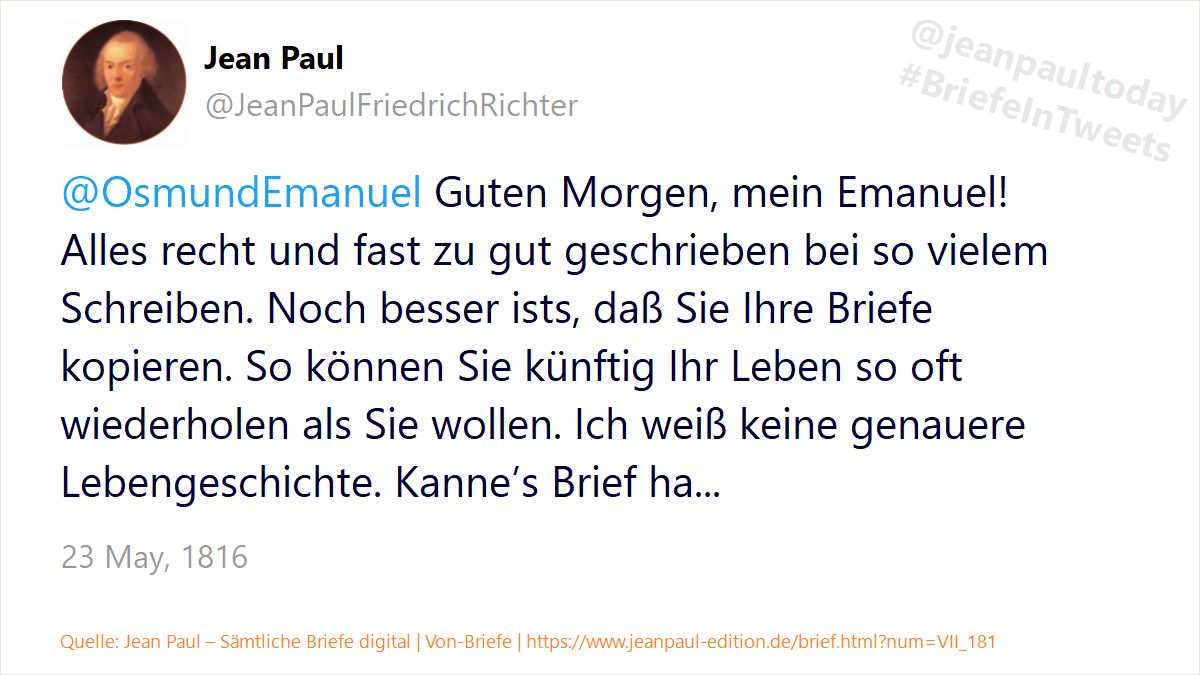 Jean Paul
@JeanPaulFriedrichRichter
@jeanpaultoday
#BriefeInTweets
@OsmundEmanuel Guten Morgen, mein Emanuel!
Alles recht und fast zu gut geschrieben bei so vielem
Schreiben. Noch besser ists, daß Sie Ihre Briefe
kopieren. So können Sie künftig Ihr Leben so oft
wiederholen als Sie wollen. Ich weiß keine genauere
Lebengeschichte. Kanne’s Brief ha...
23 May, 1816
Quelle: Jean Paul – Sämtliche Briefe digital | Von-Briefe | https://www.jeanpaul-edition.de/brief.html?num=VII_181